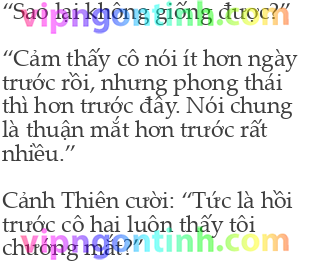 “Sao lại không giống được?”
“Cảm thấy cô nói ít hơn ngày
trước rồi, nhưng phong thái
thì hơn trước đây. Nói chung
là thuận mắt hơn trước rất
nhiều.”
Cảnh Thiên cười: “Tức là hồi
trước cô hai luôn thấy tôi
chướng mắt?”
vipngontinh.com
vipngontinh.com